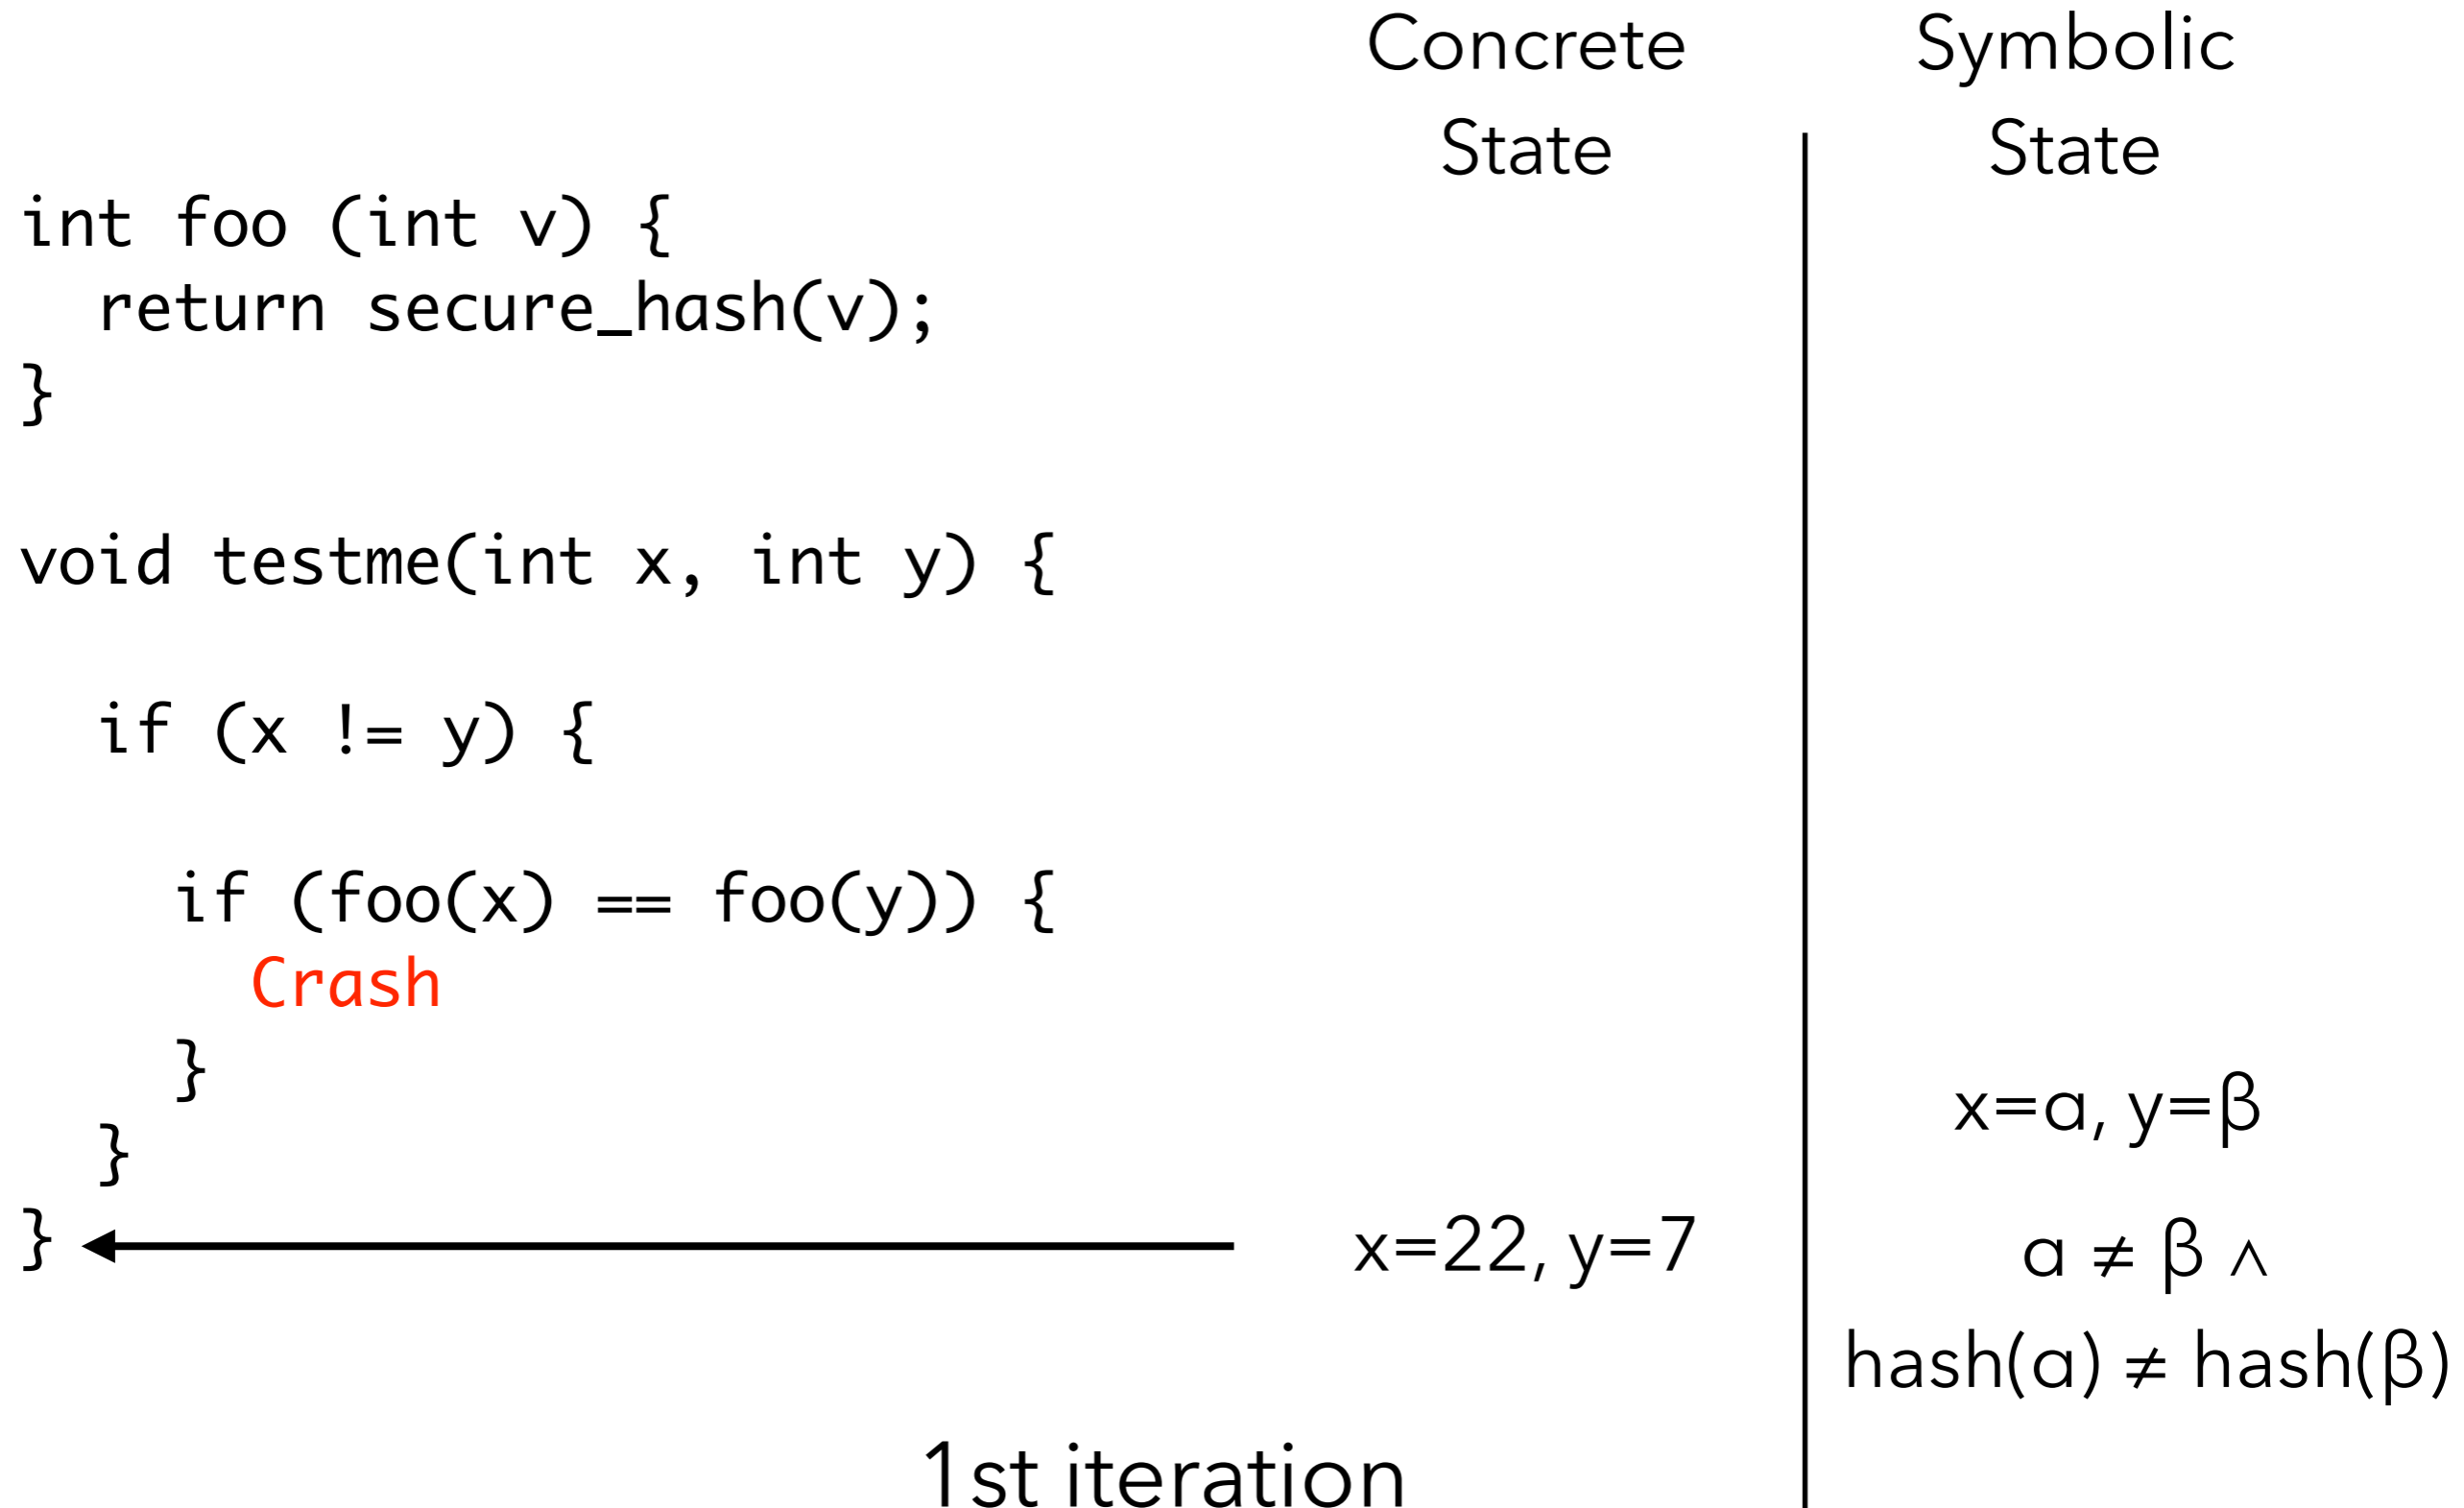 Concrete State
Symbolic State
int foo (int v) {
return secure_hash(v);
}
void testme(int x, int y) {
if (x != y) {
if (foo(x) == foo(y)) {
Crash
}
}
}
x=22, y=7
x=α, y=β
α ≠ β ∧
hash(α) ≠ hash(β)
1st iteration